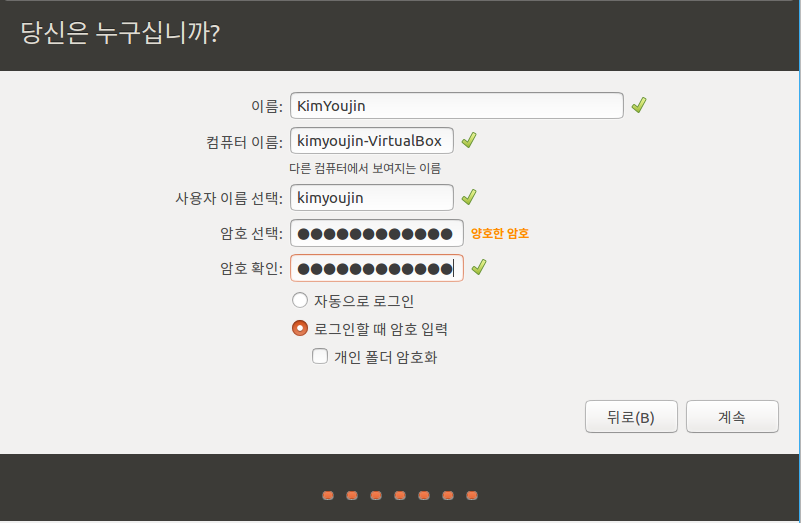 당신은 누구십니까?
이름: KimYoujin
컴퓨터 이름: kimyoujin-VirtualBox
다른 컴퓨터에서 보여지는 이름
사용자 이름 선택: kimyoujin
암호 선택: ●●●●●●●●●●●● 양호한 암호
암호 확인: ●●●●●●●●●●●●
자동으로 로그인
로그인할 때 암호 입력
개인 폴더 암호화
뒤로(B) 계속